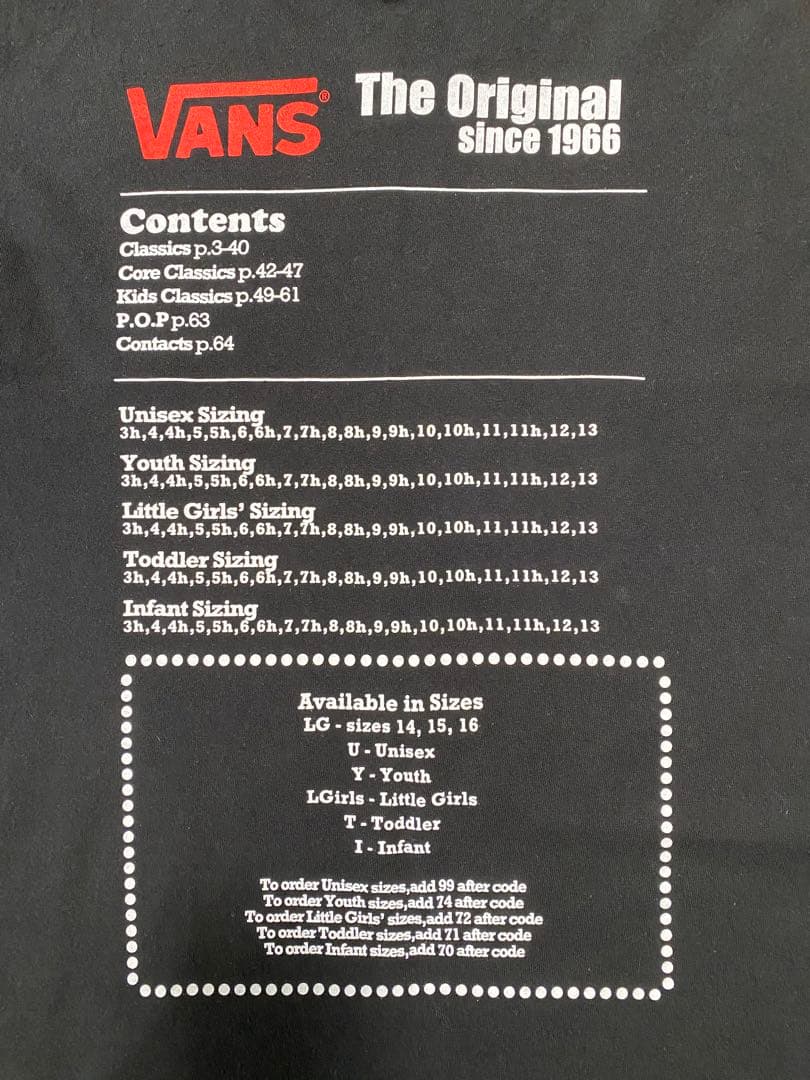 VANS® The Original
since 1966
Contents
Classics p.3-40
Core Classics p.42-47
Kids Classics p.49-61
P.O.P p.63
Contacts p.64
Unisex Sizing
3h,4,4h,5,5h,6,6h,7,7h,8,8h,9,9h,10,10h,11,11h,12,13
Youth Sizing
3h,4,4h,5,5h,6,6h,7,7h,8,8h,9,9h,10,10h,11,11h,12,13
Little Girls' Sizing
3h,4,4h,5,5h,6,6h,7,7h,8,8h,9,9h,10,10h,11,11h,12,13
Toddler Sizing
3h,4,4h,5,5h,6,6h,7,7h,8,8h,9,9h,10,10h,11,11h,12,13
Infant Sizing
3h,4,4h,5,5h,6,6h,7,7h,8,8h,9,9h,10,10h,11,11h,12,13
Available in Sizes
LG - sizes 14, 15, 16
U - Unisex
Y - Youth
LGirls - Little Girls
T - Toddler
I - Infant
To order Unisex sizes,add 99 after code
To order Youth sizes,add 74 after code
To order Little Girls' sizes,add 72 after code
To order Toddler sizes,add 71 after code
To order Infant sizes,add 70 after code